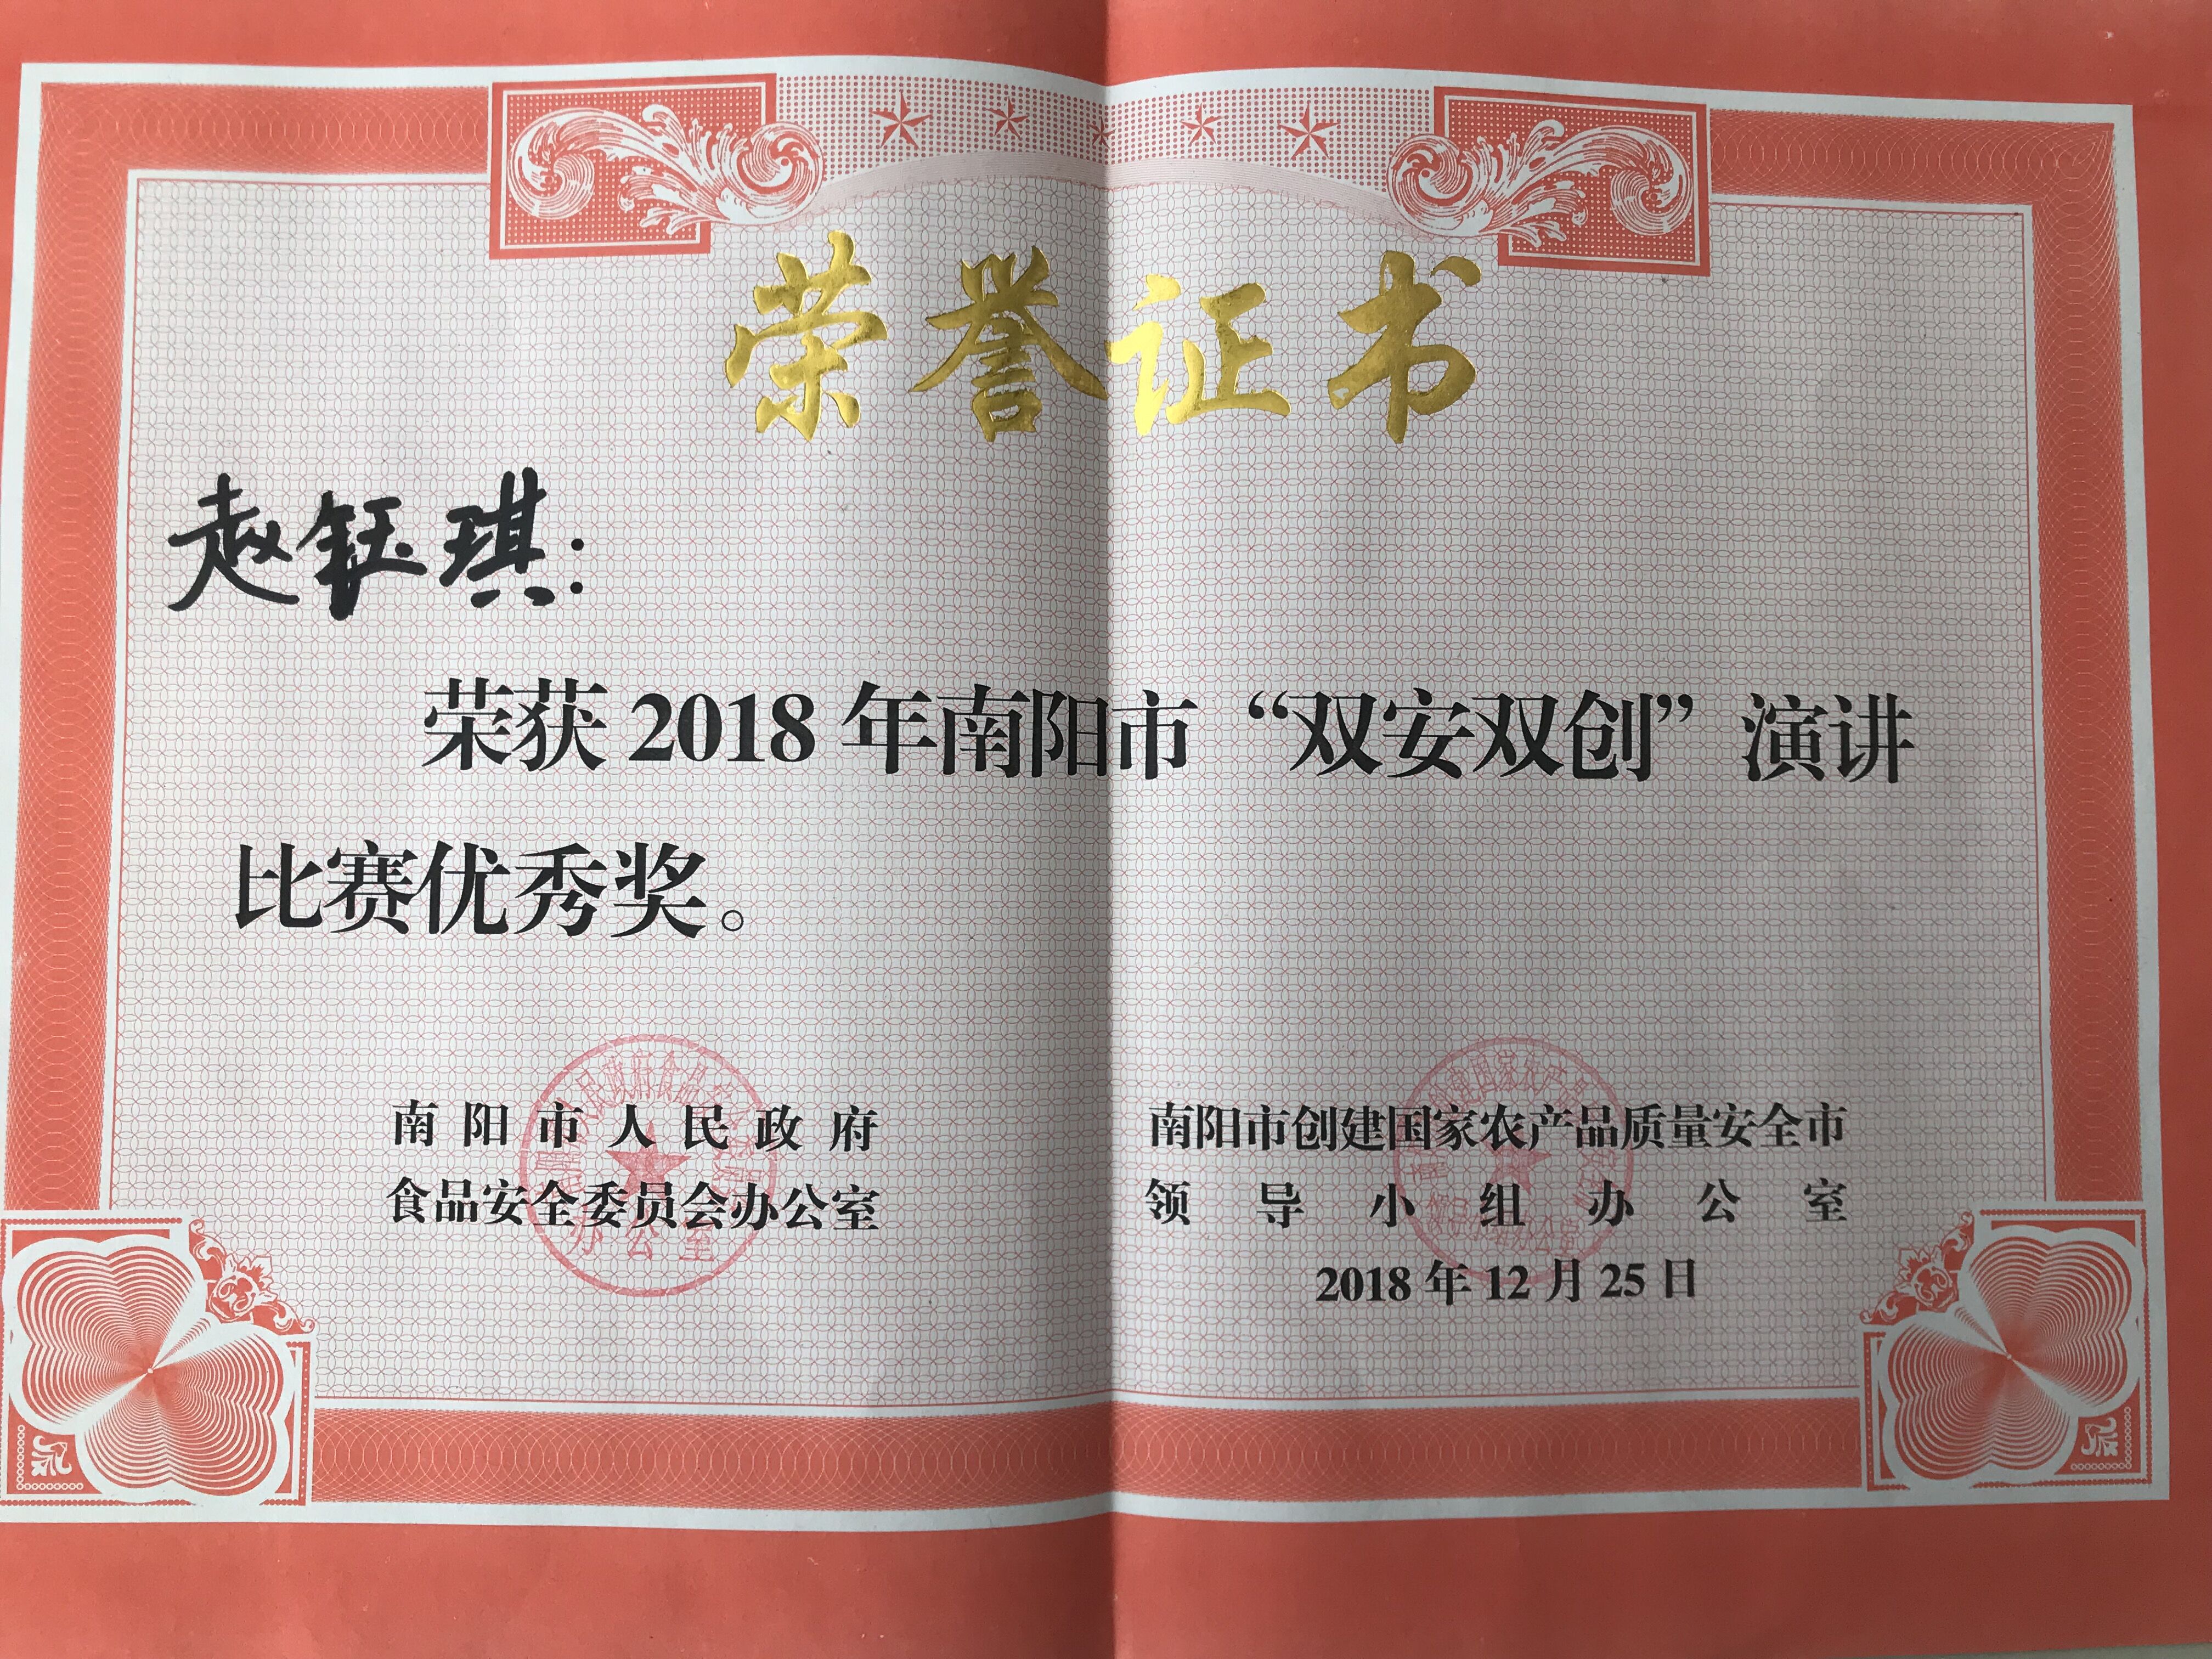 荣誉证书
赵钰琪：
荣获2018年南阳市“双安双创”演讲
比赛优秀奖。
南阳市人民政府
食品安全委员会办公室
南阳市创建国家农产品质量安全市
领导小组办公室
2018年12月25日